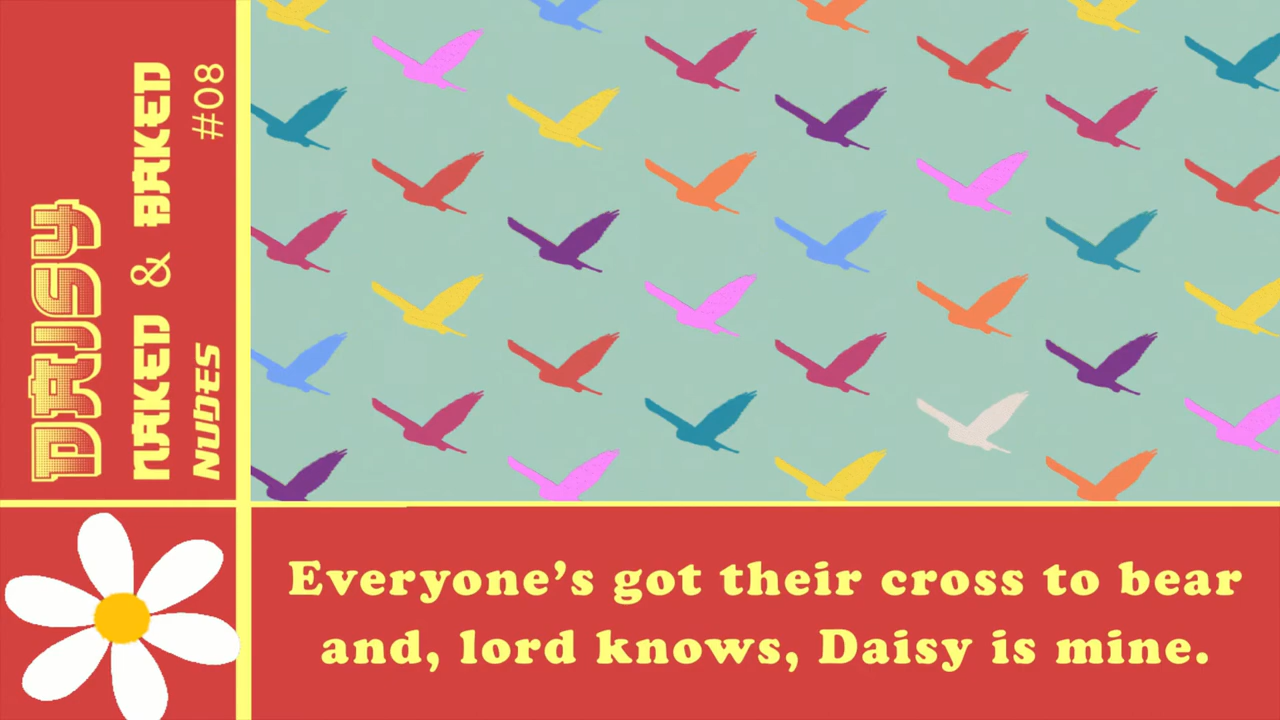 DAISY
NAKED & BAKED
NUDES #08
Everyone’s got their cross to bear
and, lord knows, Daisy is mine.